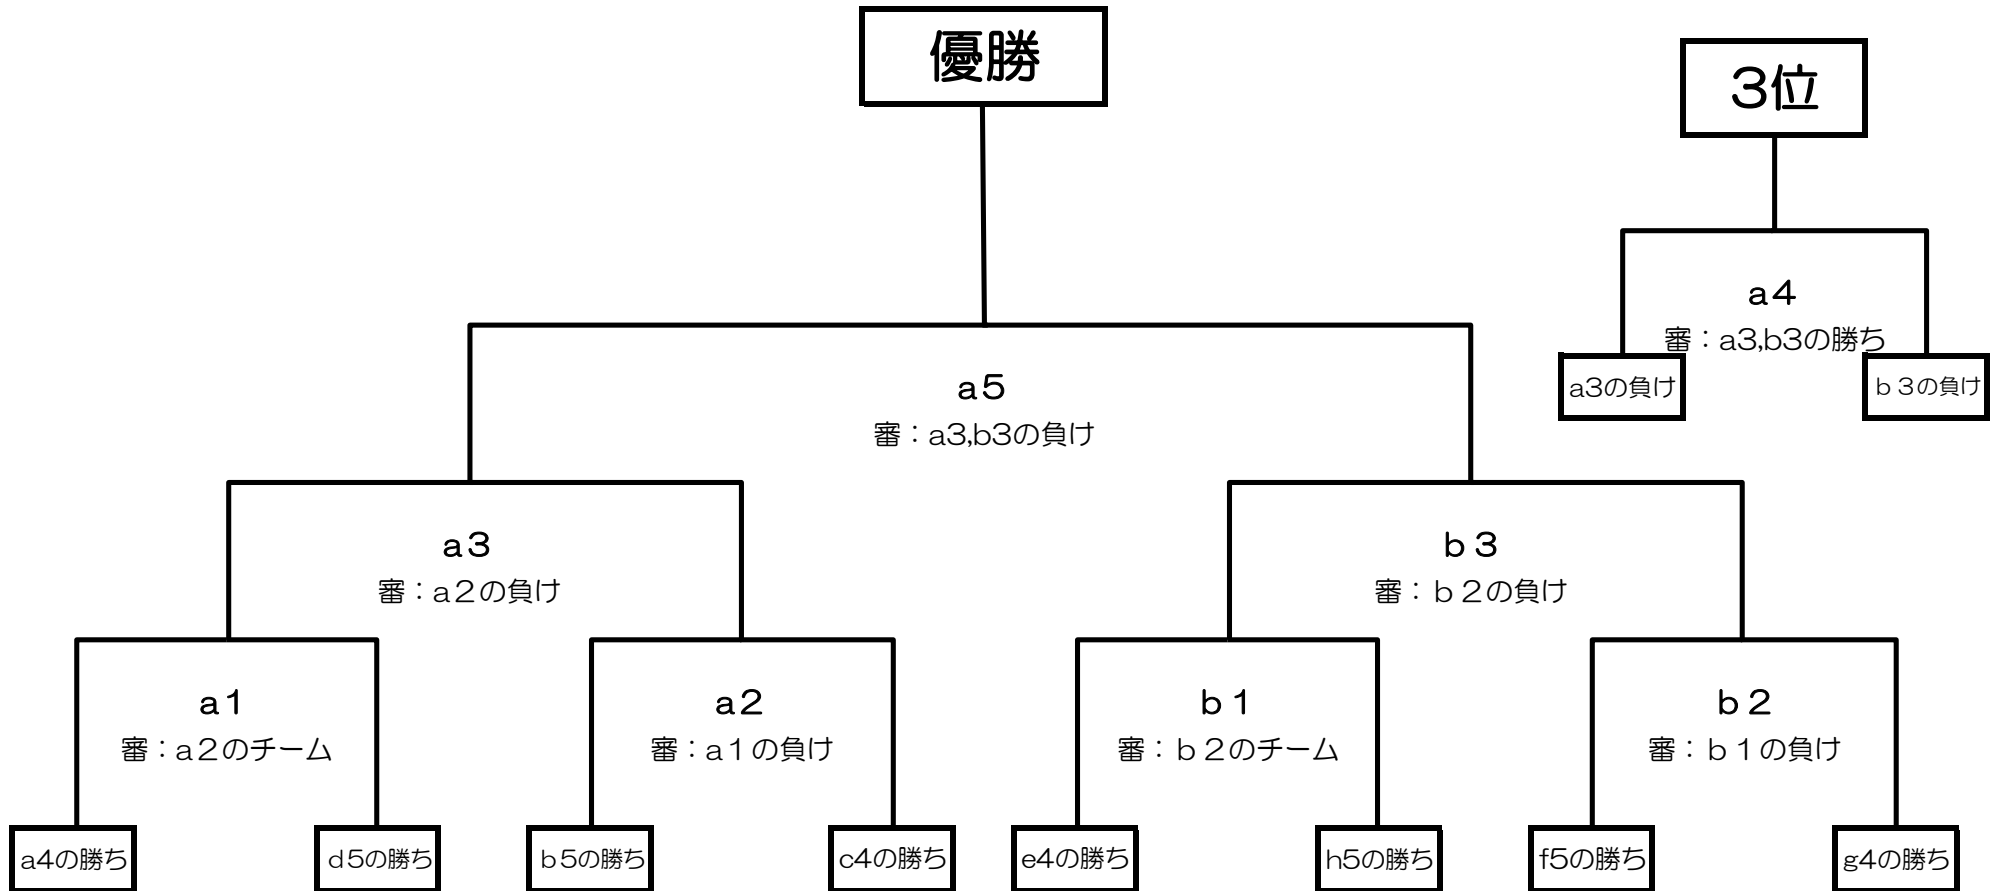 優勝
3位
a4
審：a3,b3の勝ち
a3の負け
ｂ3の負け
a5
審：a3,b3の負け
a3
審：a２の負け
ｂ3
審：ｂ２の負け
a1
審：a２のチーム
a2
審：a１の負け
ｂ1
審：ｂ２のチーム
ｂ2
審：ｂ１の負け
a4の勝ち
ｄ5の勝ち
ｂ5の勝ち
c4の勝ち
e4の勝ち
h5の勝ち
f5の勝ち
g4の勝ち